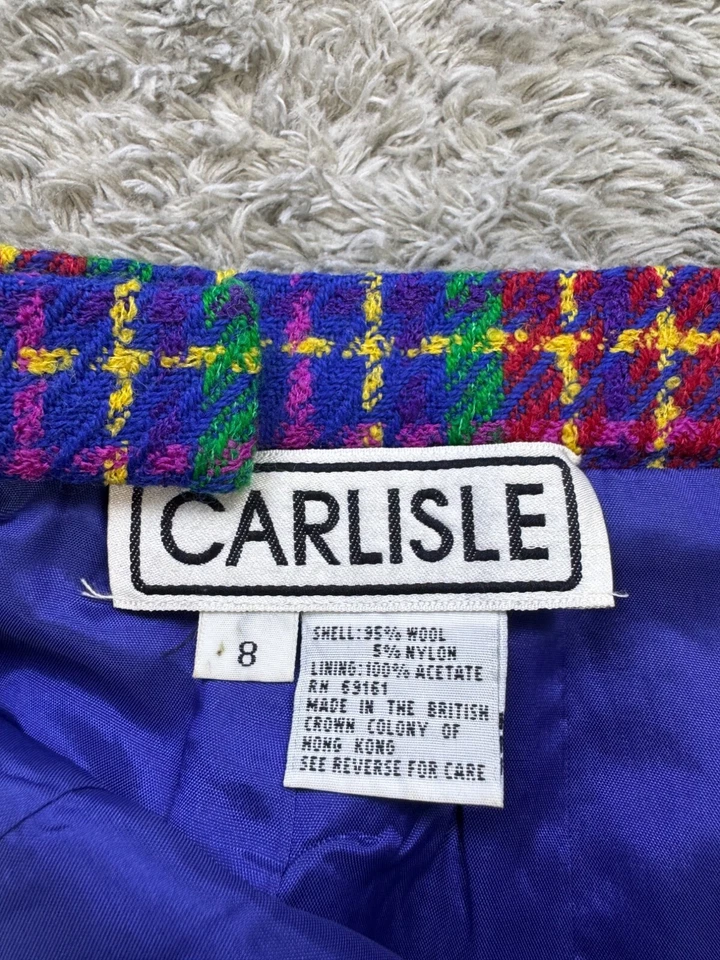 CARLISLE
8
SHELL:95% WOOL
5% NYLON
LINING:100% ACETATE
RN 69161
MADE IN THE BRITISH
CROWN COLONY OF
HONG KONG
SEE REVERSE FOR CARE